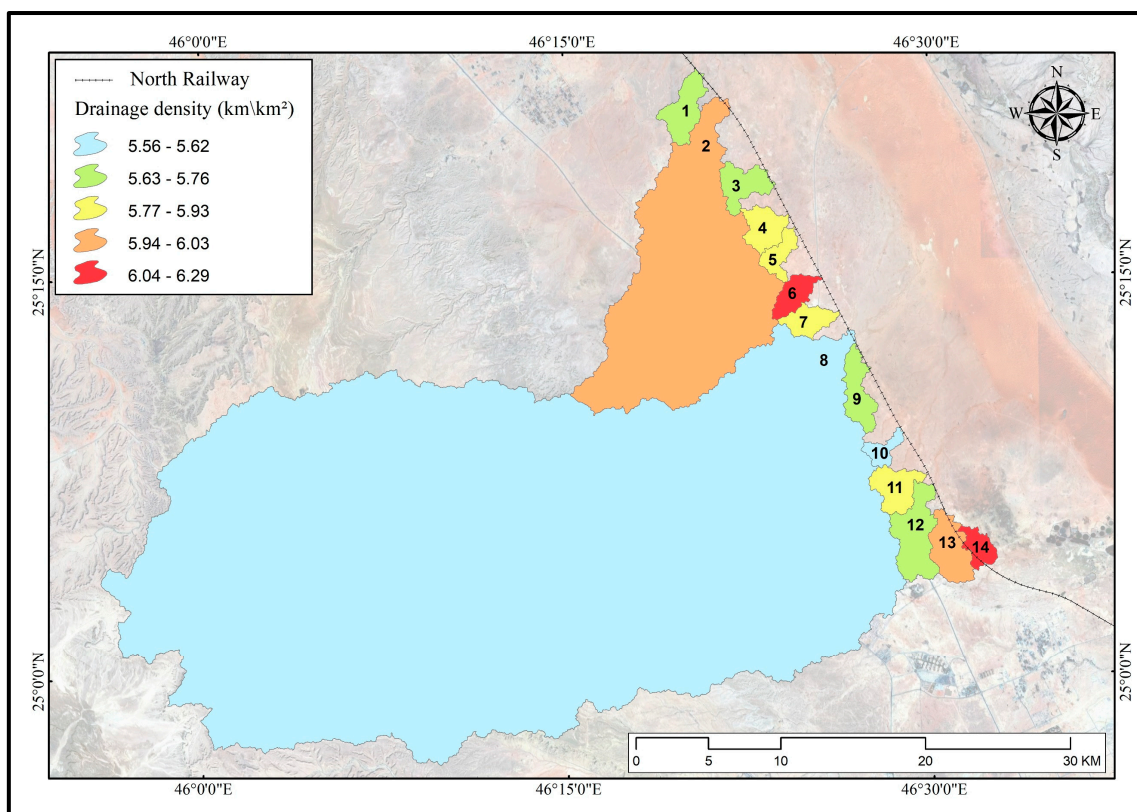 46°0'0"E 46°15'0"E 46°30'0"E
North Railway
Drainage density (km\km²)
5.56 - 5.62
5.63 - 5.76
5.77 - 5.93
5.94 - 6.03
6.04 - 6.29
N
W E
S
1
2
3
4
5
6
7
8
9
10
11
12
13
14
25°15'0"N 25°15'0"N
25°0'0"N 25°0'0"N
0 5 10 20 30 KM
46°0'0"E 46°15'0"E 46°30'0"E